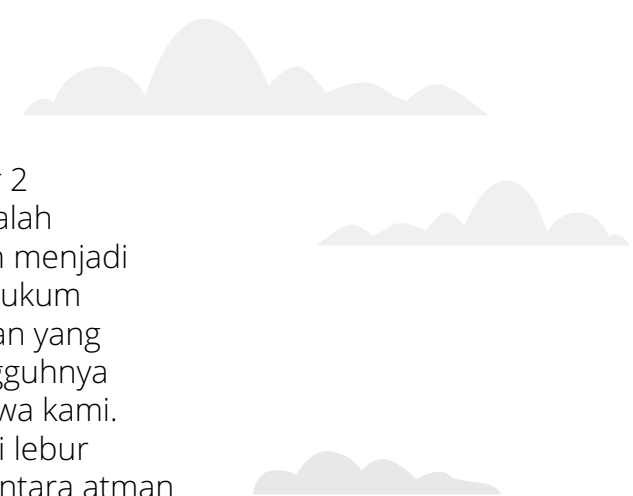 2
alah
menjadi
ukum
an yang
gguhnya
wa kami.
i lebur
ntara atman